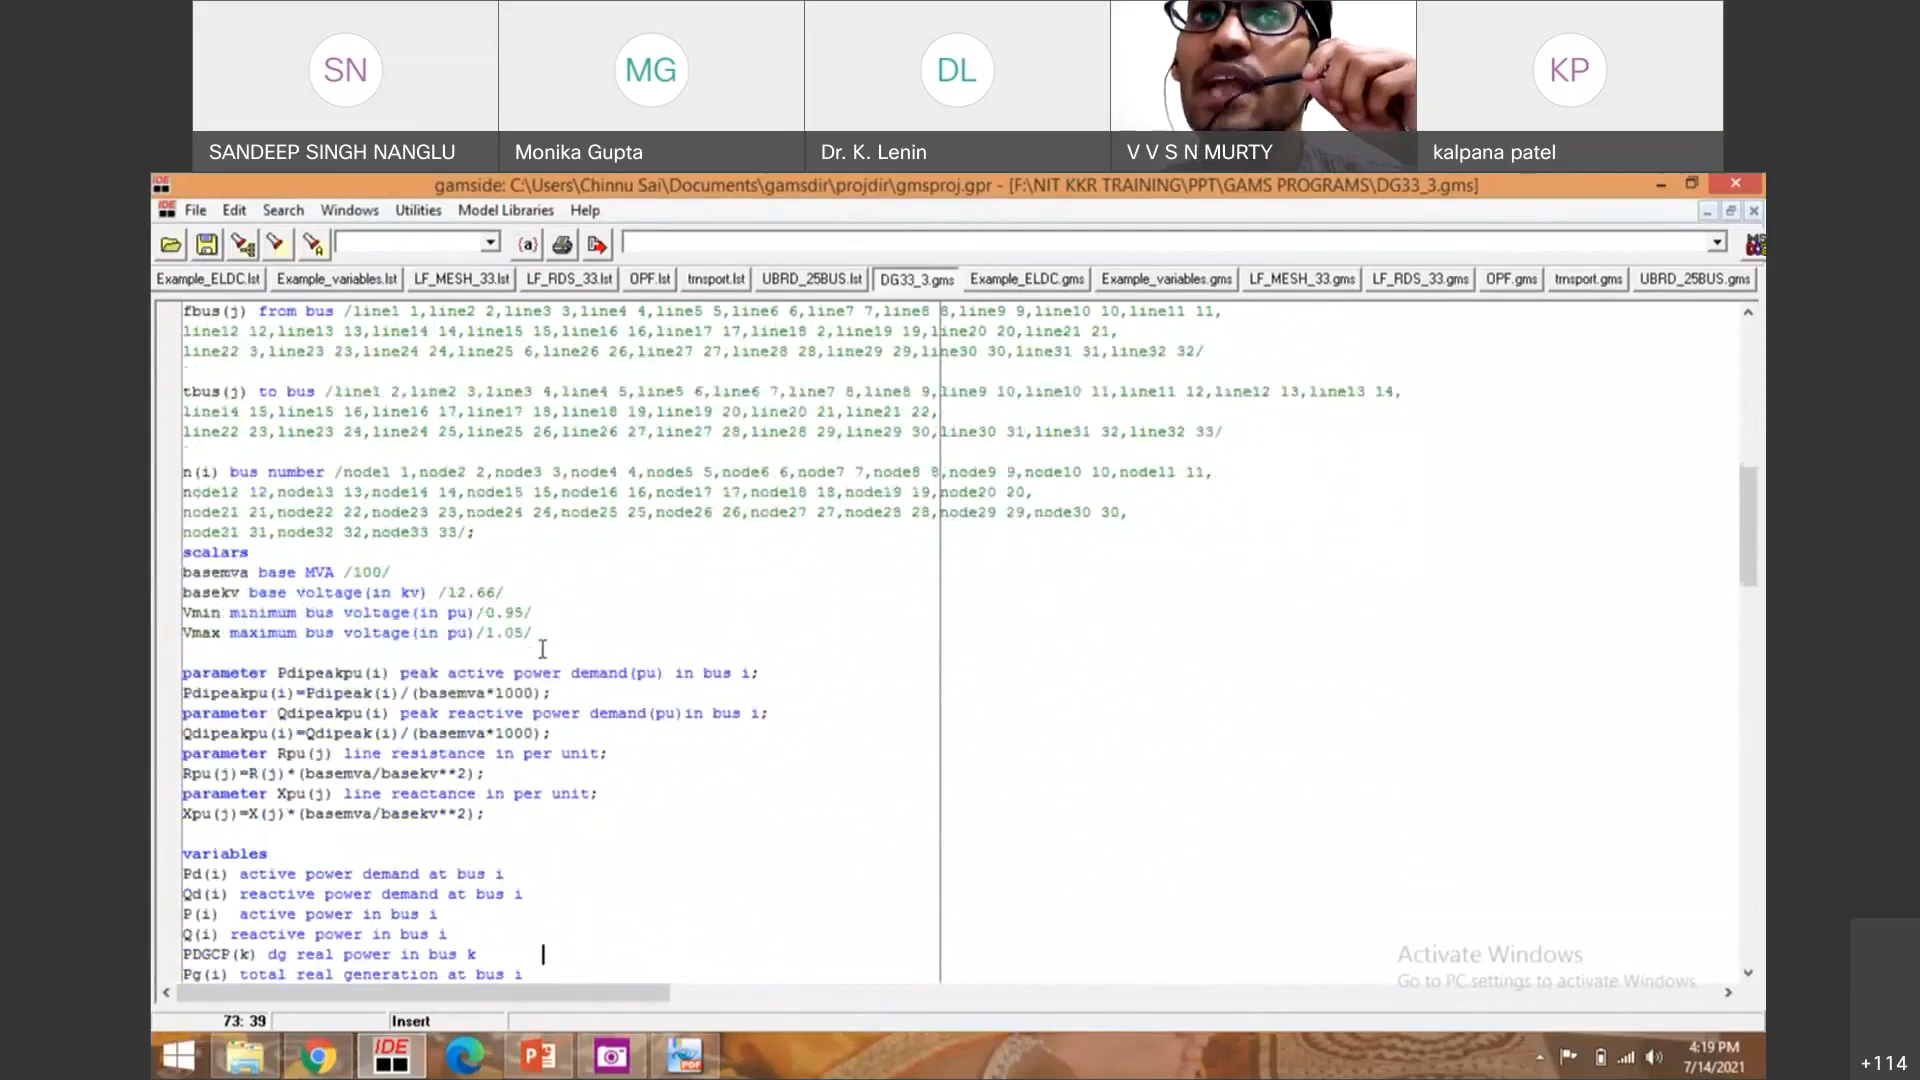 SN
MG
DL
KP
SANDEEP SINGH NANGLU
Monika Gupta
Dr. K. Lenin
V V S N MURTY
kalpana patel
gamside: C:\Users\Chinnu Sai\Documents\gamsdir\projdir\gmsproj.gpr - [F:\NIT KKR TRAINING\PPT\GAMS PROGRAMS\DG33_3.gms]
File Edit Search Windows Utilities Model Libraries Help
{a}
Example_ELDC.lst Example_variables.lst LF_MESH_33.lst LF_RDS_33.lst OPF.lst trnsport.lst UBRD_25BUS.lst DG33_3.gms Example_ELDC.gms Example_variables.gms LF_MESH_33.gms LF_RDS_33.gms OPF.gms trnsport.gms UBRD_25BUS.gms
fbus(j) from bus /line1 1,line2 2,line3 3,line4 4,line5 5,line6 6,line7 7,line8 8,line9 9,line10 10,line11 11,
line12 12,line13 13,line14 14,line15 15,line16 16,line17 17,line18 2,line19 19,line20 20,line21 21,
line22 3,line23 23,line24 24,line25 6,line26 26,line27 27,line28 28,line29 29,line30 30,line31 31,line32 32/
tbus(j) to bus /line1 2,line2 3,line3 4,line4 5,line5 6,line6 7,line7 8,line8 9,line9 10,line10 11,line11 12,line12 13,line13 14,
line14 15,line15 16,line16 17,line17 18,line18 19,line19 20,line20 21,line21 22,
line22 23,line23 24,line24 25,line25 26,line26 27,line27 28,line28 29,line29 30,line30 31,line31 32,line32 33/
n(i) bus number /node1 1,node2 2,node3 3,node4 4,node5 5,node6 6,node7 7,node8 8,node9 9,node10 10,node11 11,
node12 12,node13 13,node14 14,node15 15,node16 16,node17 17,node18 18,node19 19,node20 20,
node21 21,node22 22,node23 23,node24 24,node25 25,node26 26,node27 27,node28 28,node29 29,node30 30,
node21 31,node32 32,node33 33/;
scalars
basemva base MVA /100/
basekv base voltage(in kv) /12.66/
Vmin minimum bus voltage(in pu)/0.95/
Vmax maximum bus voltage(in pu)/1.05/
parameter Pdipeakpu(i) peak active power demand(pu) in bus i;
Pdipeakpu(i)=Pdipeak(i)/(basemva*1000);
parameter Qdipeakpu(i) peak reactive power demand(pu)in bus i;
Qdipeakpu(i)=Qdipeak(i)/(basemva*1000);
parameter Rpu(j) line resistance in per unit;
Rpu(j)=R(j)*(basemva/basekv**2);
parameter Xpu(j) line reactance in per unit;
Xpu(j)=X(j)*(basemva/basekv**2);
variables
Pd(i) active power demand at bus i
Qd(i) reactive power demand at bus i
P(i) active power in bus i
Q(i) reactive power in bus i
PDGCP(k) dg real power in bus k
Pg(i) total real generation at bus i
Activate Windows
Go to PC settings to activate Windows.
73: 39 Insert
IDE
4:19 PM
7/14/2021
+114